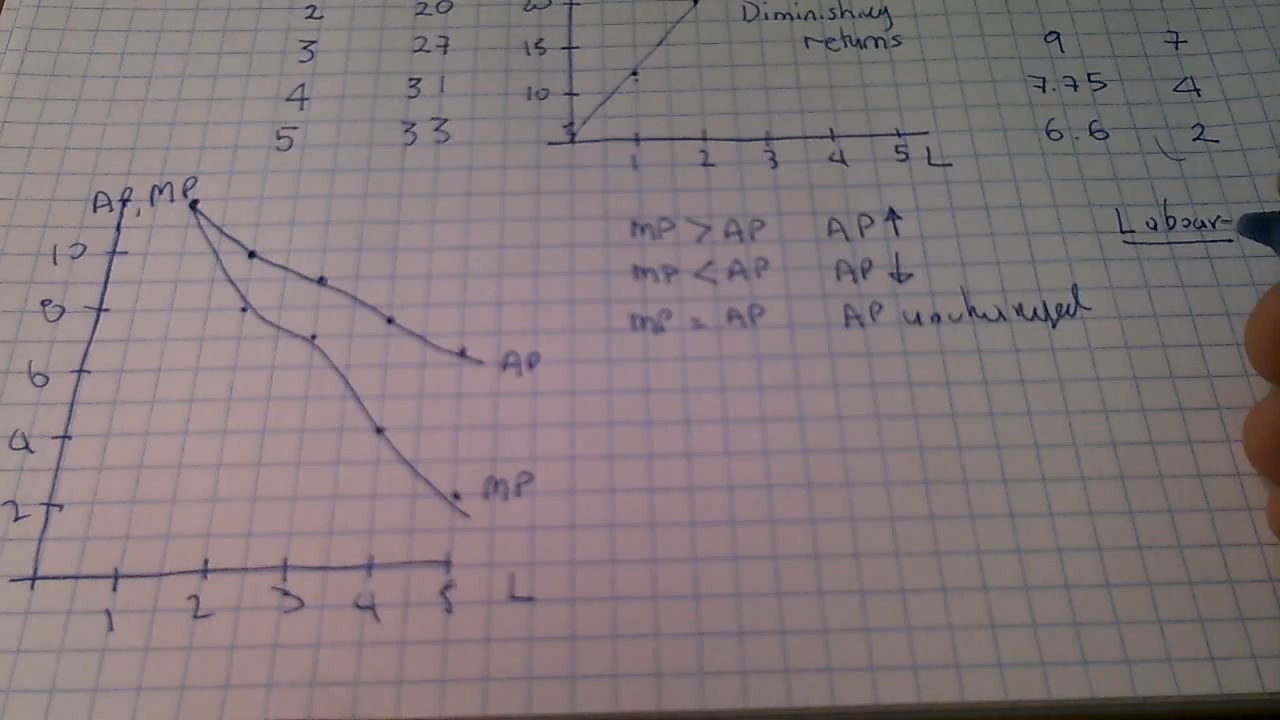 2 20
3 27
4 31
5 33
20
15
10
5
1 2 3 4 5 L
Diminishing
returns
9 7
7.75 4
6.6 2
AP, MP
10
8
6
4
2
1 2 3 4 5 L
AP
MP
MP > AP AP ↑
MP < AP AP ↓
MP = AP AP unchanged
Labour-